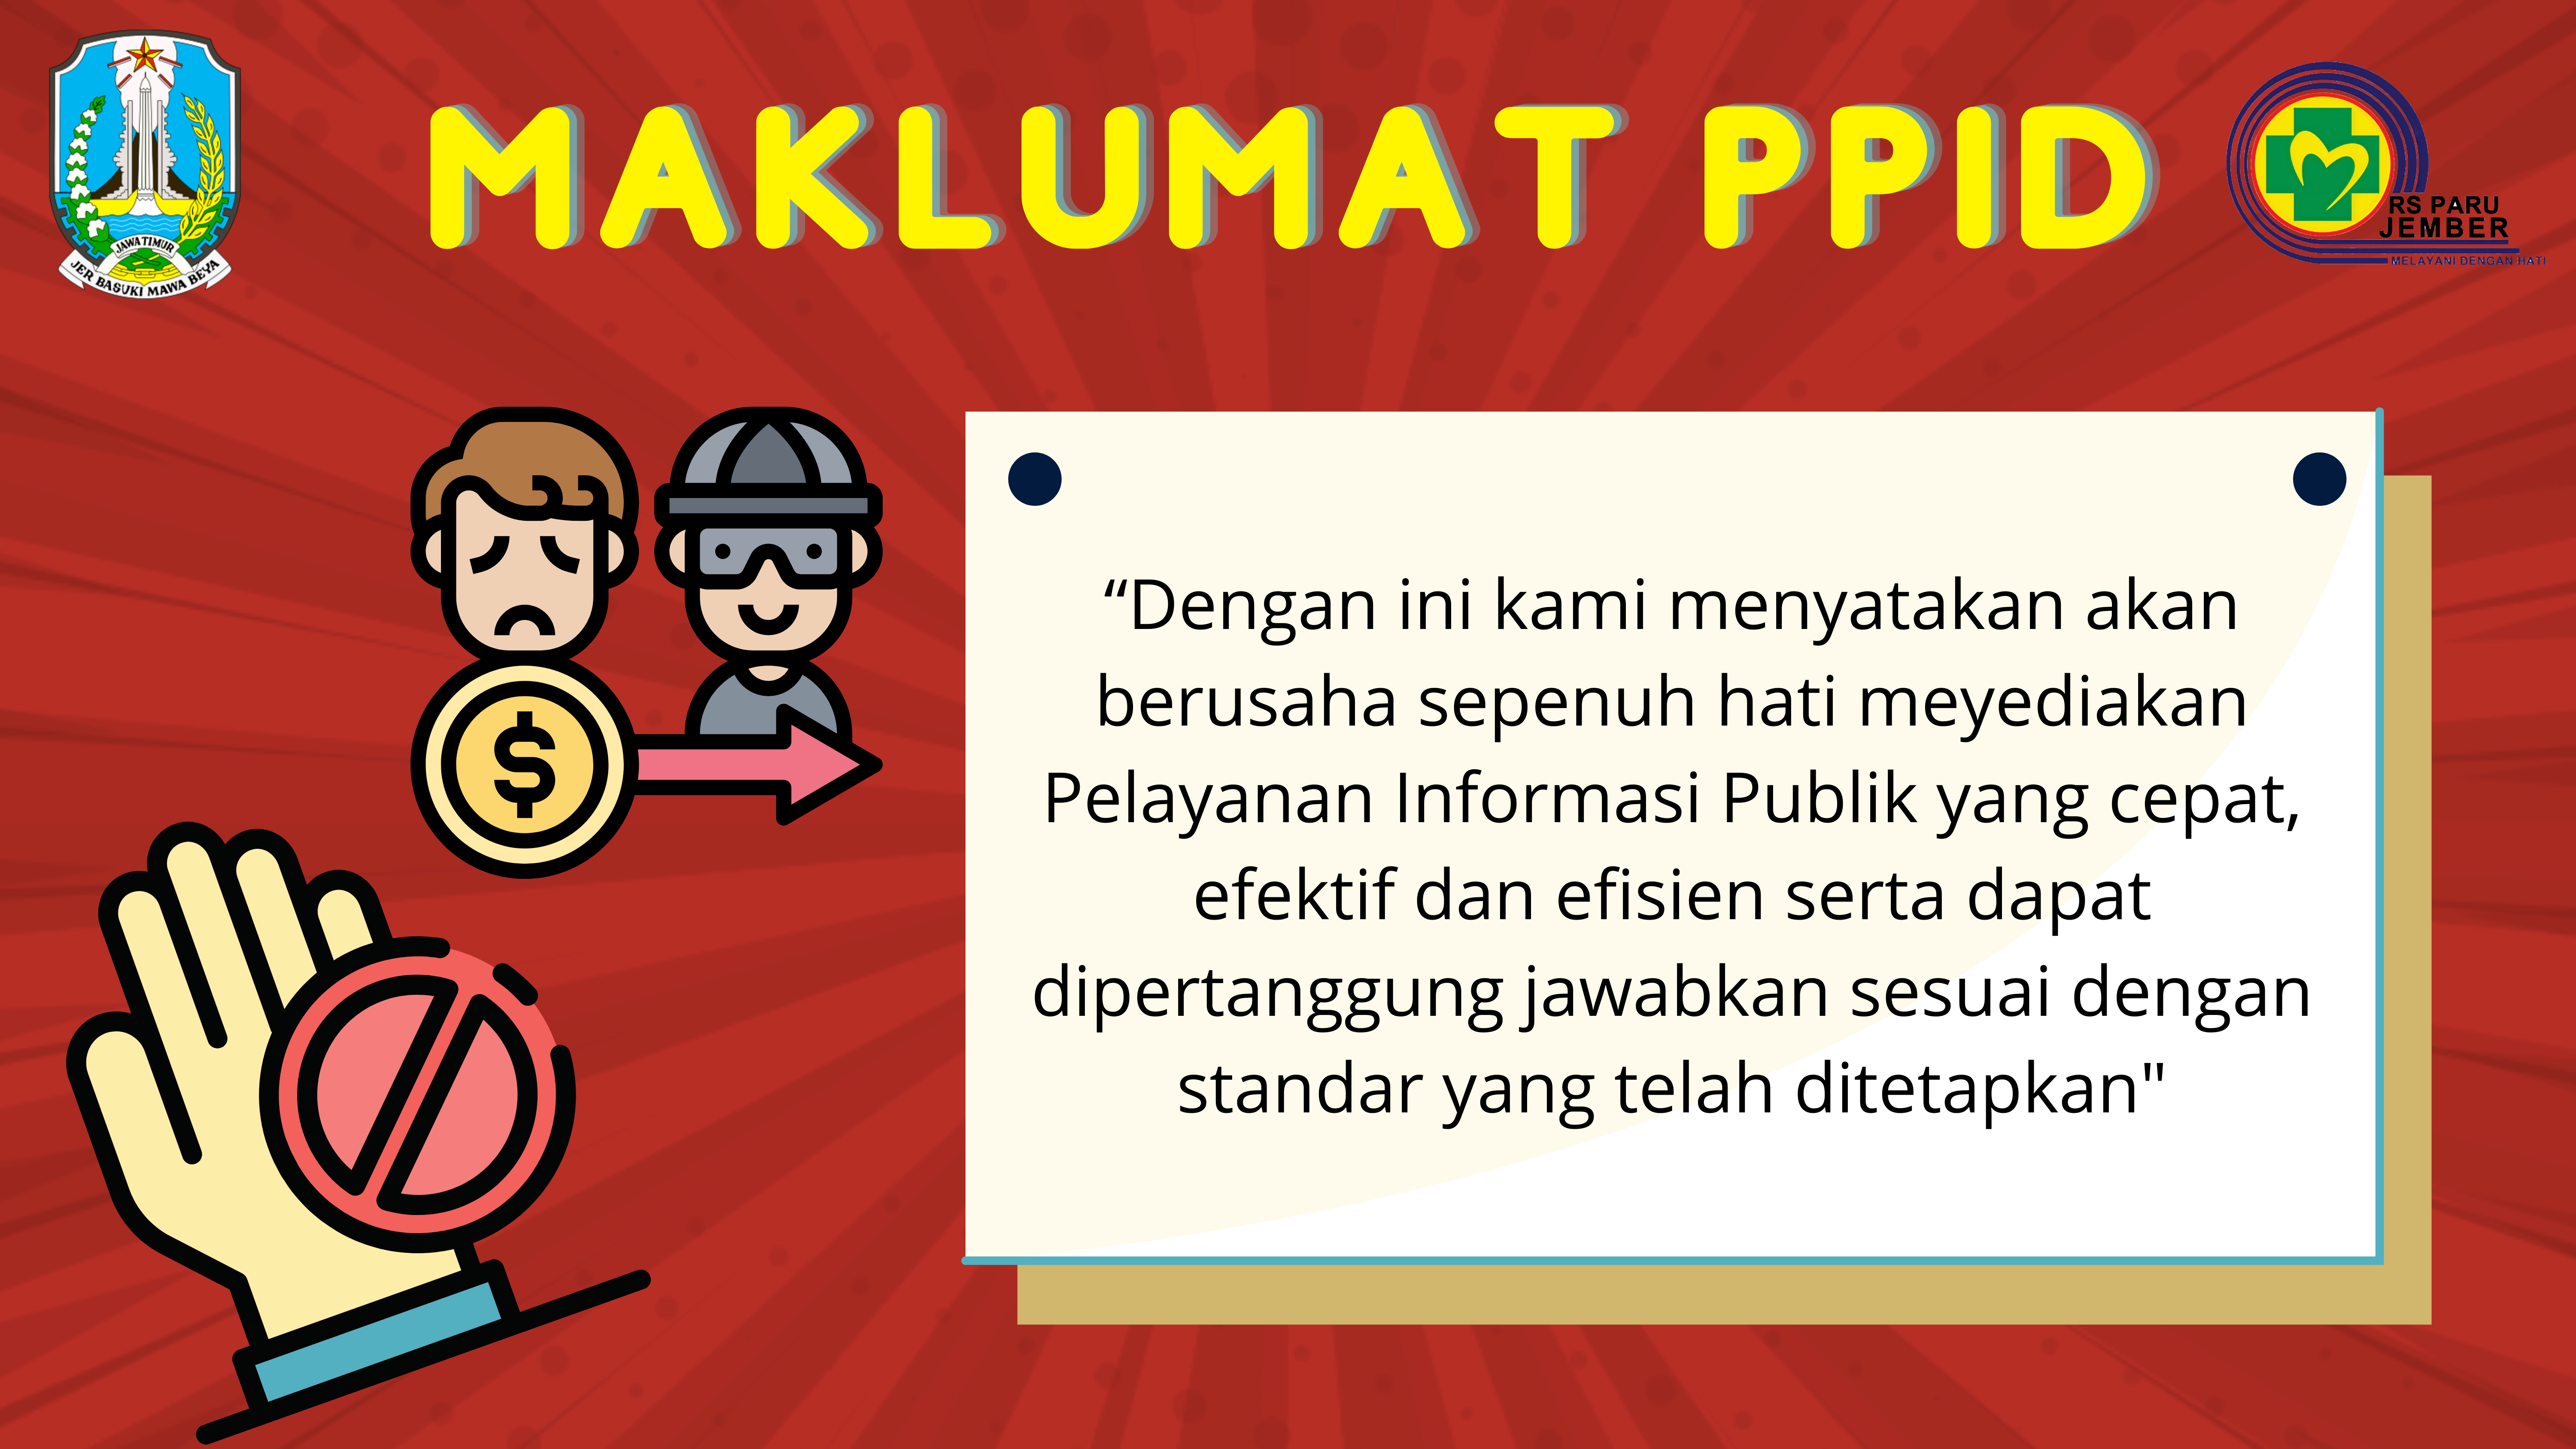 MAKLUMAT PPID
JAWA TIMUR
JER BASUKI MAWA BEYA
RS PARU
JEMBER
MELAYANI DENGAN HATI
“Dengan ini kami menyatakan akan
berusaha sepenuh hati meyediakan
Pelayanan Informasi Publik yang cepat,
efektif dan efisien serta dapat
dipertanggung jawabkan sesuai dengan
standar yang telah ditetapkan"
$